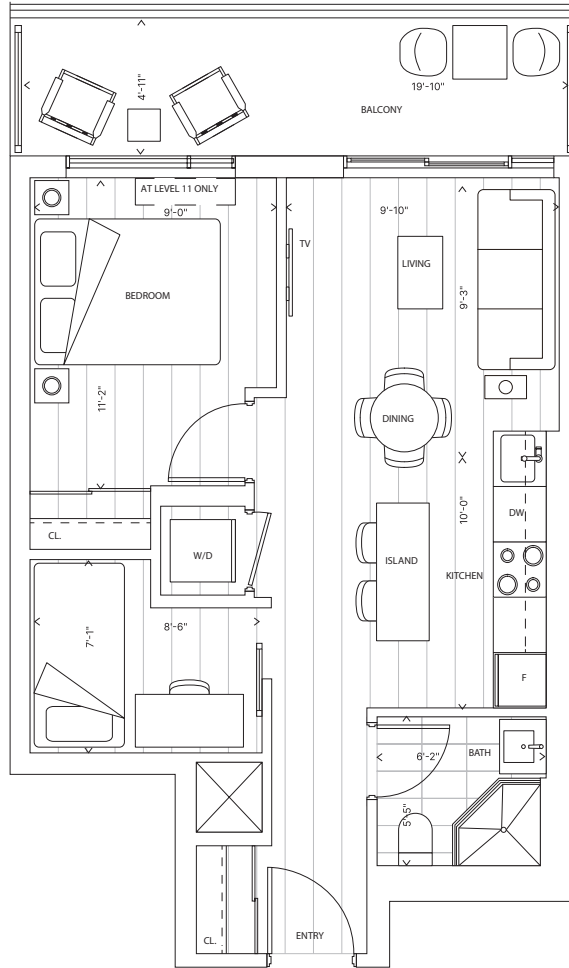 4'-11"
19'-10"
BALCONY
AT LEVEL 11 ONLY
9'-0"
9'-10"
TV
LIVING
BEDROOM
9'-3"
11'-2"
DINING
10'-0"
DW
CL.
W/D
ISLAND
KITCHEN
7'-1"
8'-6"
F
BATH
6'-2"
5'-5"
ENTRY
CL.